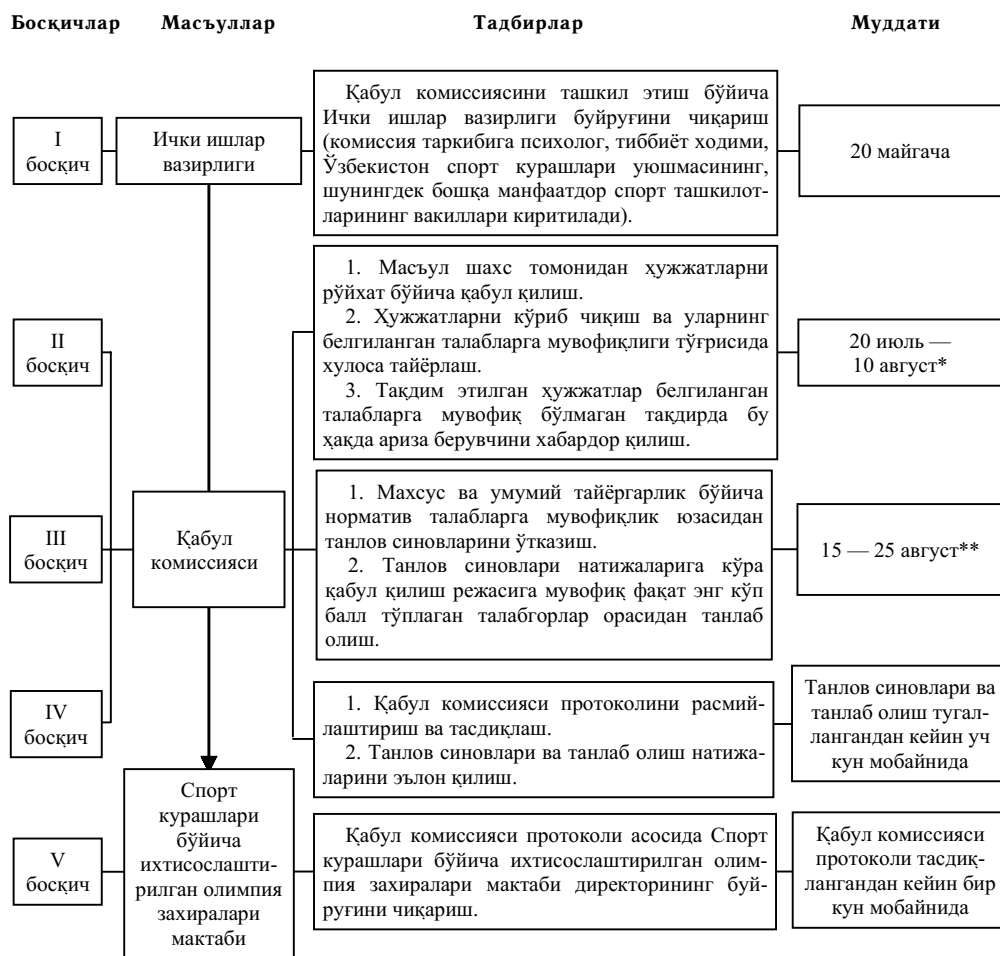 Босқичлар Масъуллар Тадбирлар Муддати
I
босқич
Ички ишлар
вазирлиги
Қабул комиссиясини ташкил этиш бўйича
Ички ишлар вазирлиги буйруғини чиқариш
(комиссия таркибига психолог, тиббиёт ходими,
Ўзбекистон спорт курашлари уюшмасининг,
шунингдек бошқа манфаатдор спорт ташкилот-
ларининг вакиллари киритилади).
20 майгача
II
босқич
1. Масъул шахс томонидан ҳужжатларни
рўйхат бўйича қабул қилиш.
2. Ҳужжатларни кўриб чиқиш ва уларнинг
белгиланган талабларга мувофиқлиги тўғрисида
хулоса тайёрлаш.
3. Тақдим этилган ҳужжатлар белгиланган
талабларга мувофиқ бўлмаган тақдирда бу
ҳақда ариза берувчини хабардор қилиш.
20 июль —
10 август*
III
босқич
Қабул
комиссияси
1. Махсус ва умумий тайёргарлик бўйича
норматив талабларга мувофиқлик юзасидан
танлов синовларини ўтказиш.
2. Танлов синовлари натижаларига кўра
қабул қилиш режасига мувофиқ фақат энг кўп
балл тўплаган талабгорлар орасидан танлаб
олиш.
15 — 25 август**
IV
босқич
1. Қабул комиссияси протоколини расмий-
лаштириш ва тасдиқлаш.
2. Танлов синовлари ва танлаб олиш натижа-
ларини эълон қилиш.
Танлов синовлари ва
танлаб олиш тугал-
лангандан кейин уч
кун мобайнида
V
босқич
Спорт
курашлари
бўйича
ихтисослашти-
рилган олимпия
захиралари
мактаби
Қабул комиссияси протоколи асосида Спорт
курашлари бўйича ихтисослаштирилган олим-
пия захиралари мактаби директорининг буй-
руғини чиқариш.
Қабул комиссияси
протоколи тасдиқ-
лангандан кейин бир
кун мобайнида